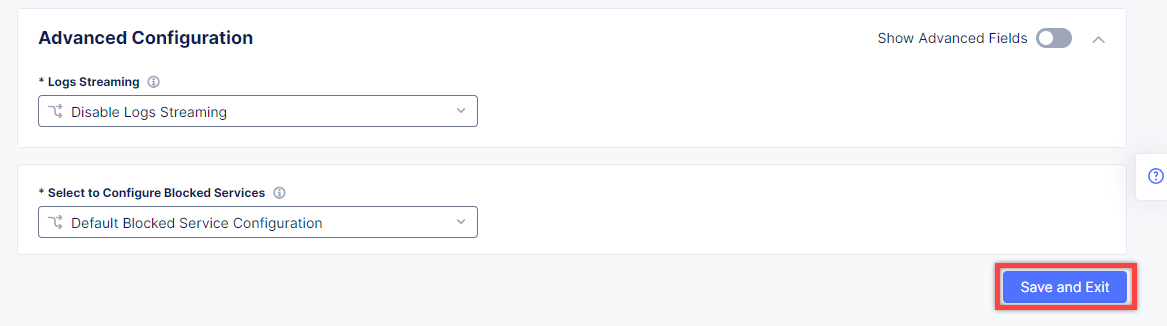 Advanced Configuration
Show Advanced Fields
* Logs Streaming
Disable Logs Streaming
* Select to Configure Blocked Services
Default Blocked Service Configuration
Save and Exit